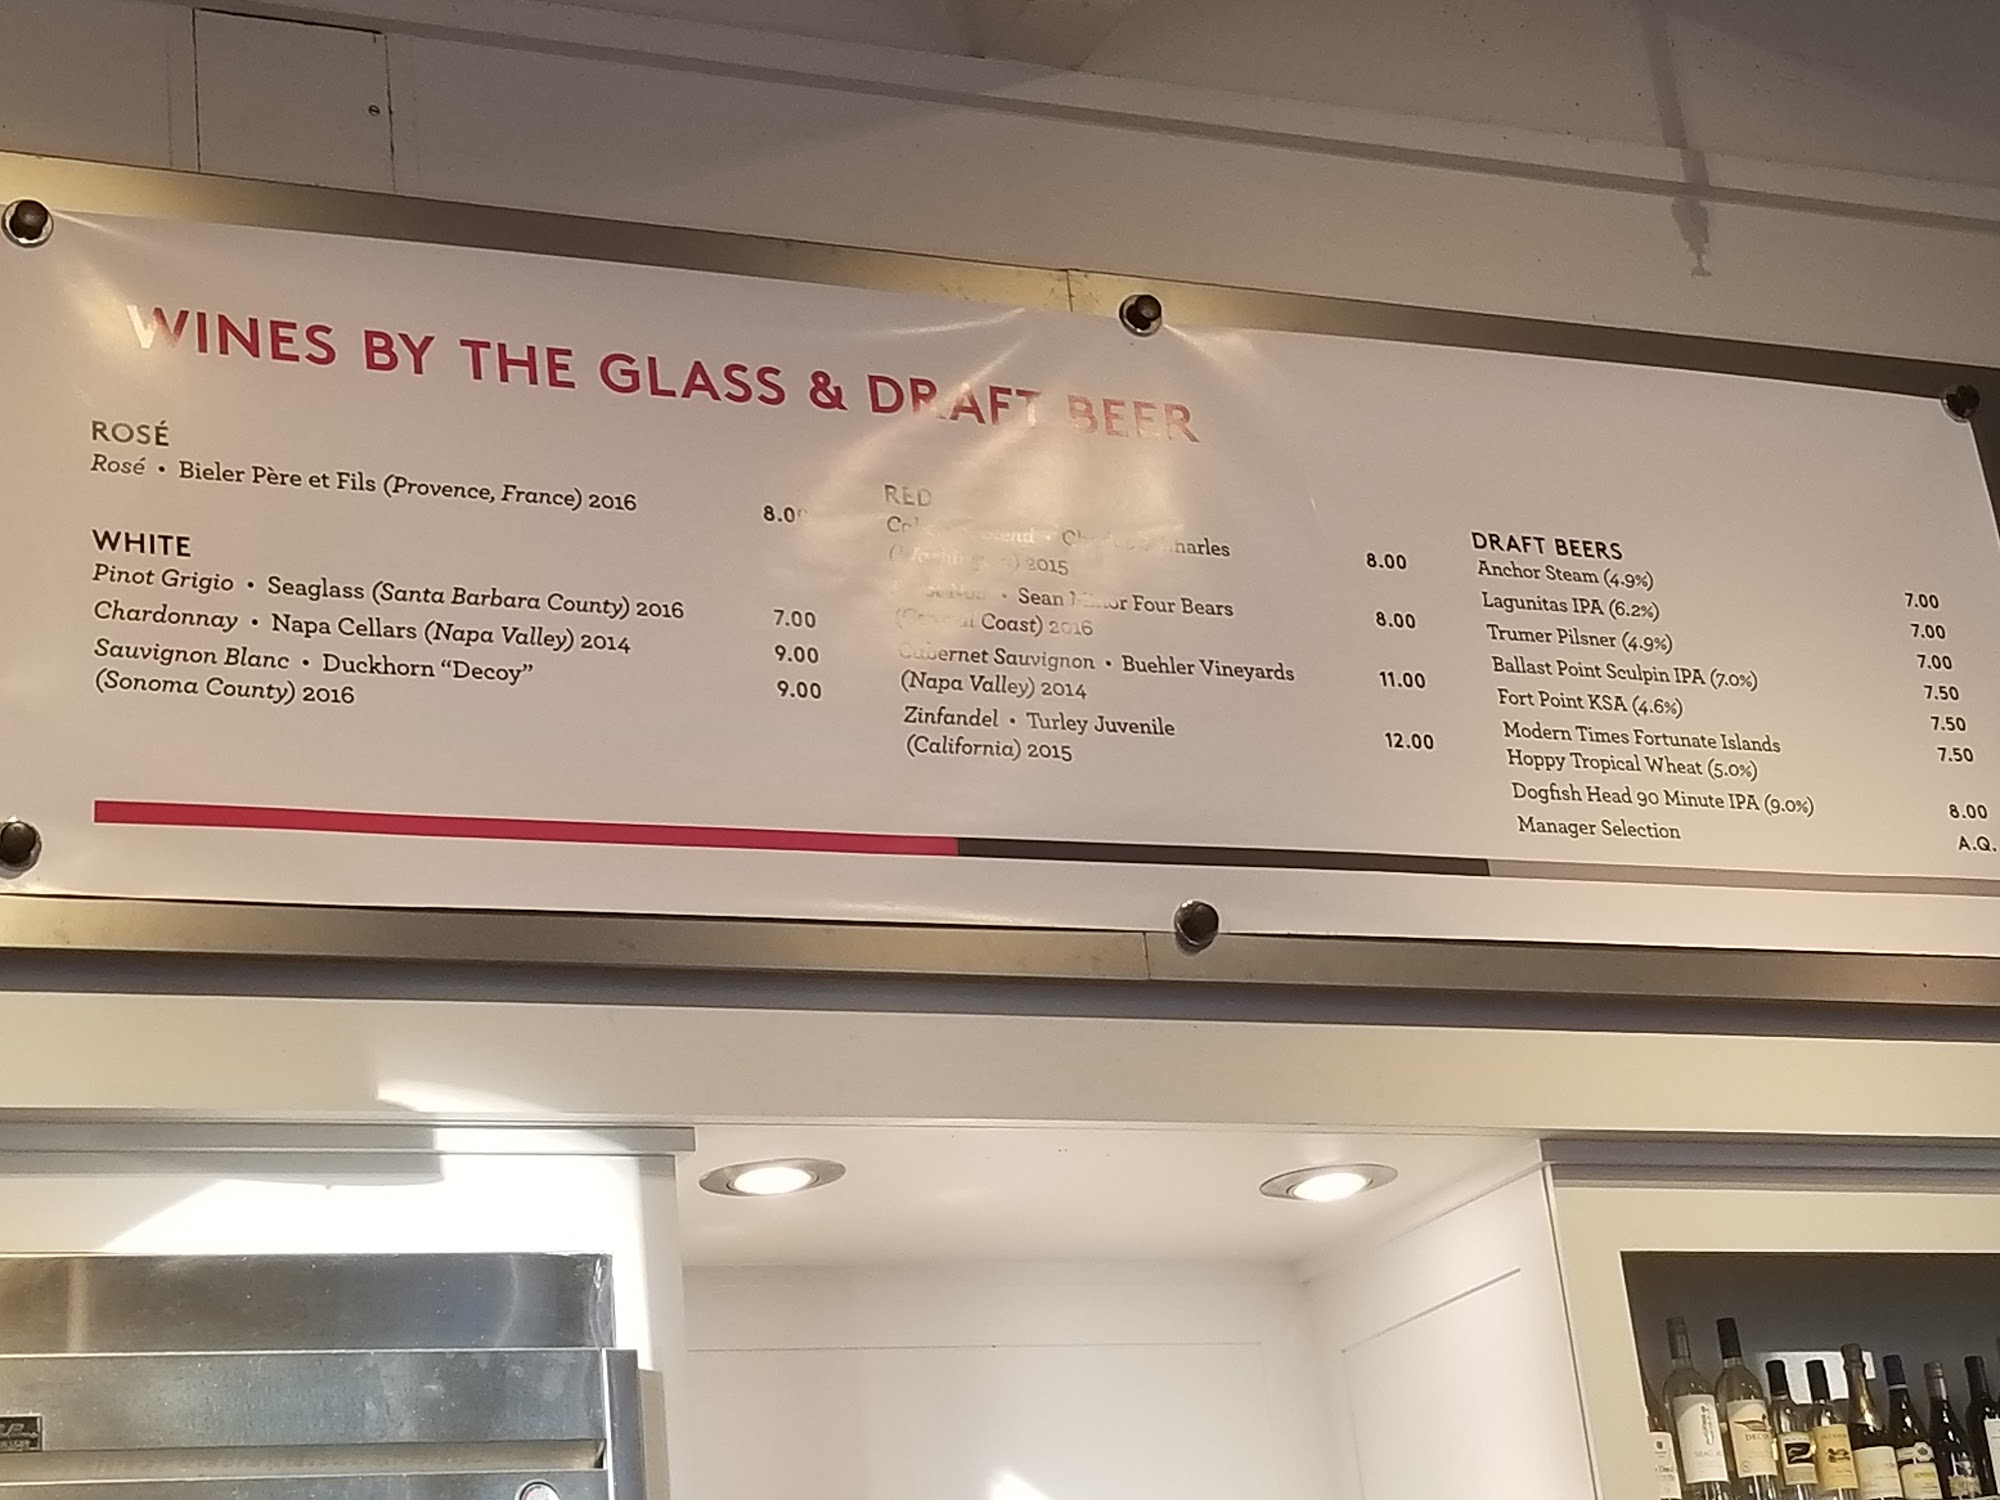 WINES BY THE GLASS & DRAFT BEER
ROSÉ
Rosé • Bieler Père et Fils (Provence, France) 2016 8.00
WHITE
Pinot Grigio • Seaglass (Santa Barbara County) 2016 7.00
Chardonnay • Napa Cellars (Napa Valley) 2014 9.00
Sauvignon Blanc • Duckhorn “Decoy” 9.00
(Sonoma County) 2016
RED
• 8.00
2015
• Sean Four Bears 8.00
Coast) 2016
Cabernet Sauvignon • Buehler Vineyards 11.00
(Napa Valley) 2014
Zinfandel • Turley Juvenile 12.00
(California) 2015
DRAFT BEERS
Anchor Steam (4.9%) 7.00
Lagunitas IPA (6.2%) 7.00
Trumer Pilsner (4.9%) 7.00
Ballast Point Sculpin IPA (7.0%) 7.50
Fort Point KSA (4.6%) 7.50
Modern Times Fortunate Islands 7.50
Hoppy Tropical Wheat (5.0%)
Dogfish Head 90 Minute IPA (9.0%) 8.00
Manager Selection A.Q.